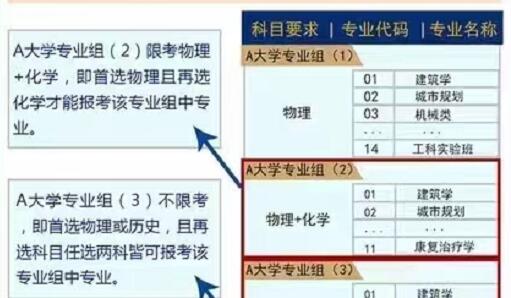 A大学专业组（2）限考物理
+化学，即首选物理且再选
化学才能报考该专业组中专
业。
A大学专业组（3）不限考
，即首选物理或历史，且再
选科目任选两科皆可报考该
专业组中专业。
科目要求 | 专业代码 | 专业名称
A大学专业组（1）
物理
01 建筑学
02 城市规划
03 机械类
... ...
14 工科实验班
A大学专业组（2）
物理+化学
01 建筑学
02 城市规划
... ...
11 康复治疗学
A大学专业组（3）
01 建筑学